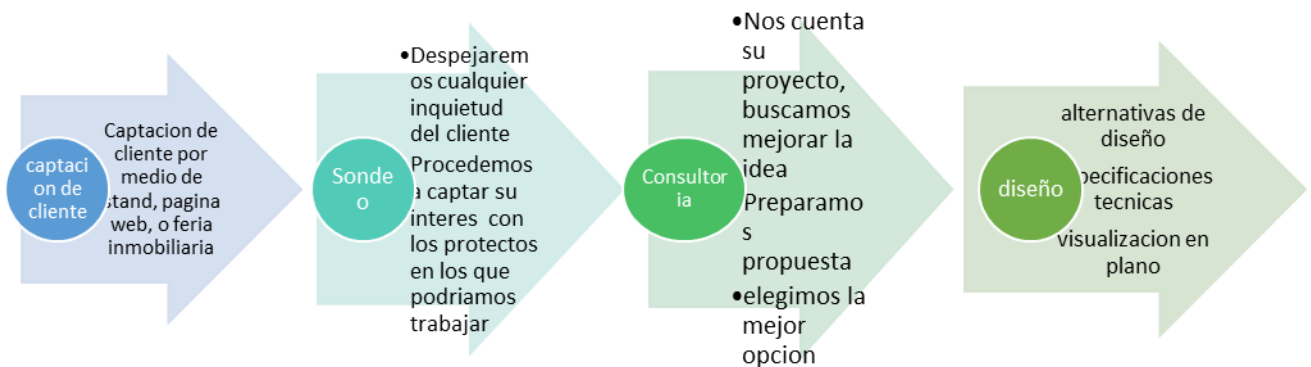 captaci
on de
cliente
Captacion de
cliente por
medio de
stand, pagina
web, o feria
inmobiliaria
Sonde
o
•Despejarem
os cualquier
inquietud
del cliente
Procedemos
a captar su
interes con
los protectos
en los que
podriamos
trabajar
Consultor
ia
•Nos cuenta
su
proyecto,
buscamos
mejorar la
idea
Preparamo
s
propuesta
•elegimos la
mejor
opcion
diseño
alternativas de
diseño
pecificaciones
tecnicas
visualizacion en
plano